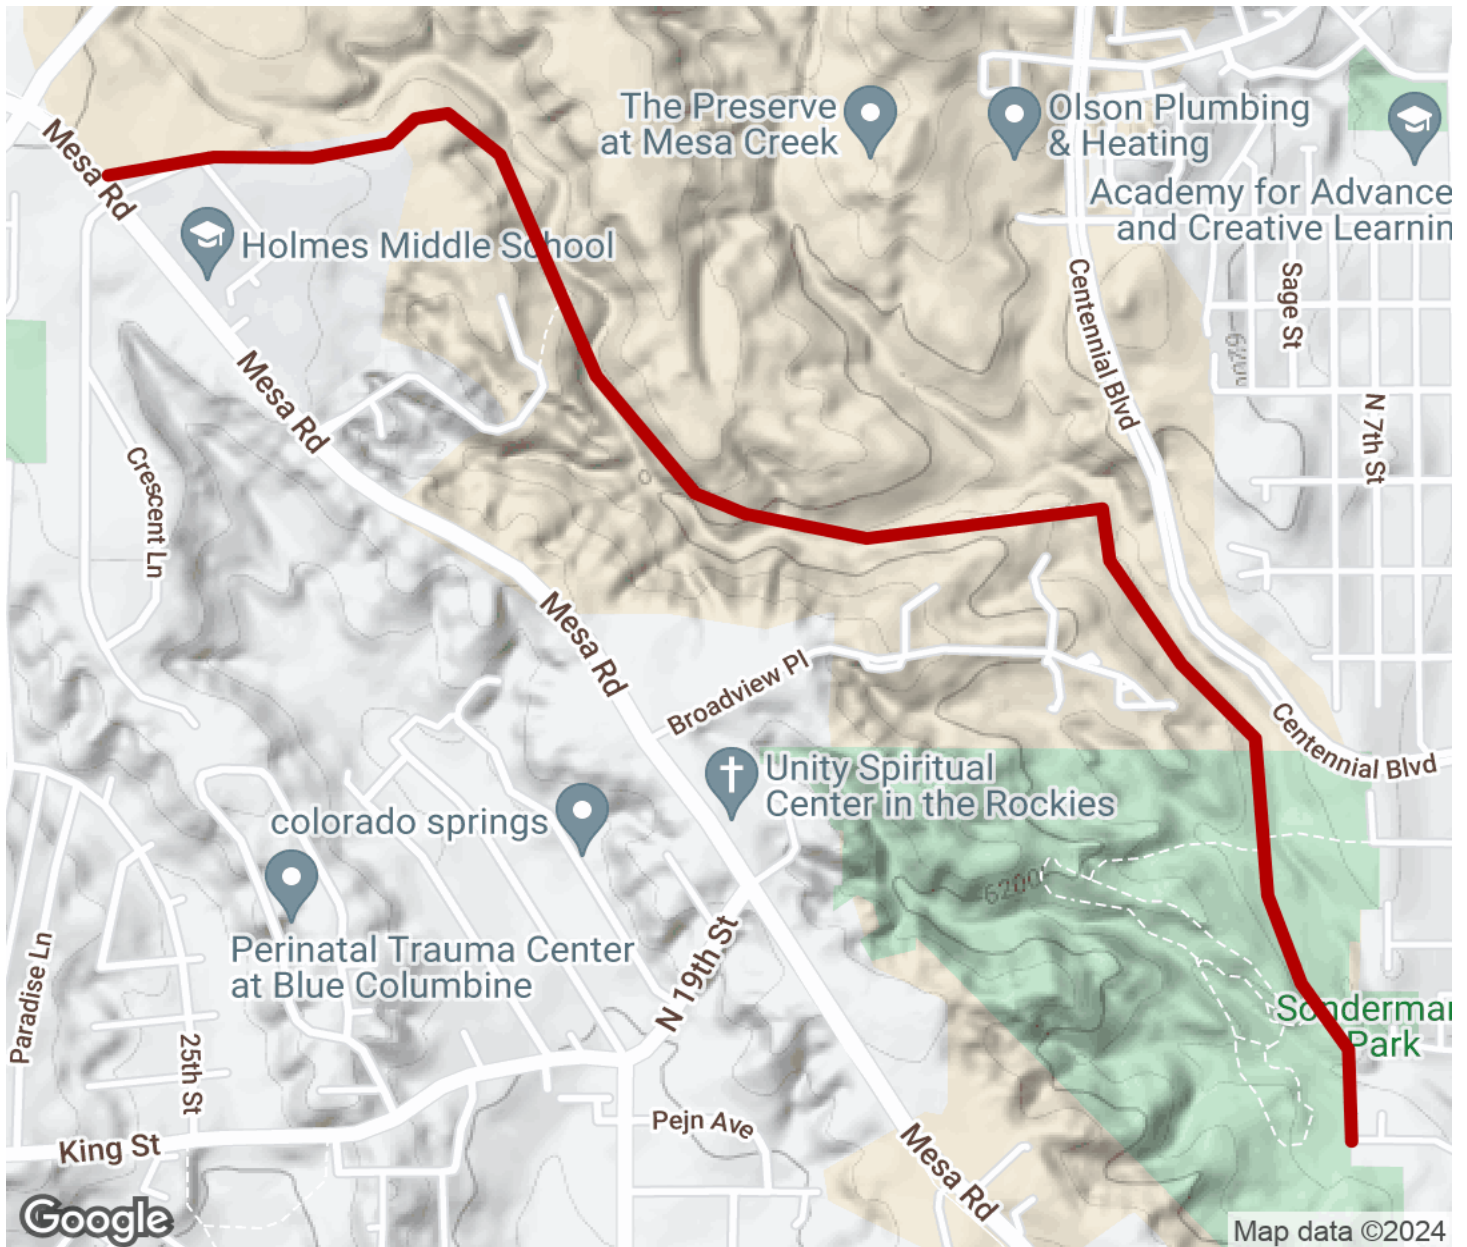 The Preserve
at Mesa Creek
Olson Plumbing
& Heating
Mesa Rd
Academy for Advance
and Creative Learnin
Holmes Middle School
Centennial Blvd
Sage St
6200
Mesa Rd
N 7th St
Crescent Ln
Mesa Rd
Broadview Pl
Centennial Blvd
Unity Spiritual
Center in the Rockies
colorado springs
6200
Perinatal Trauma Center
at Blue Columbine
N 19th St
Paradise Ln
Sonderman
Park
25th St
Pejn Ave
King St
Mesa Rd
Google
Map data ©2024